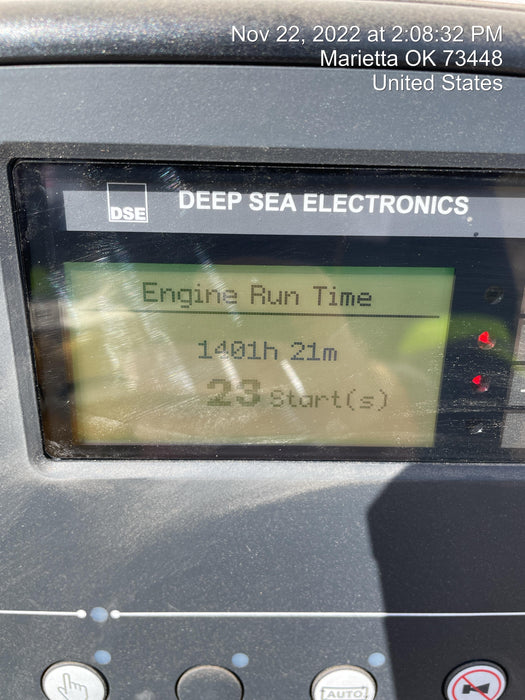 Nov 22, 2022 at 2:08:32 PM
Marietta OK 73448
United States
DSE
DEEP SEA ELECTRONICS
Engine Run Time
1401h 21m
23 Start(s)
AUTO